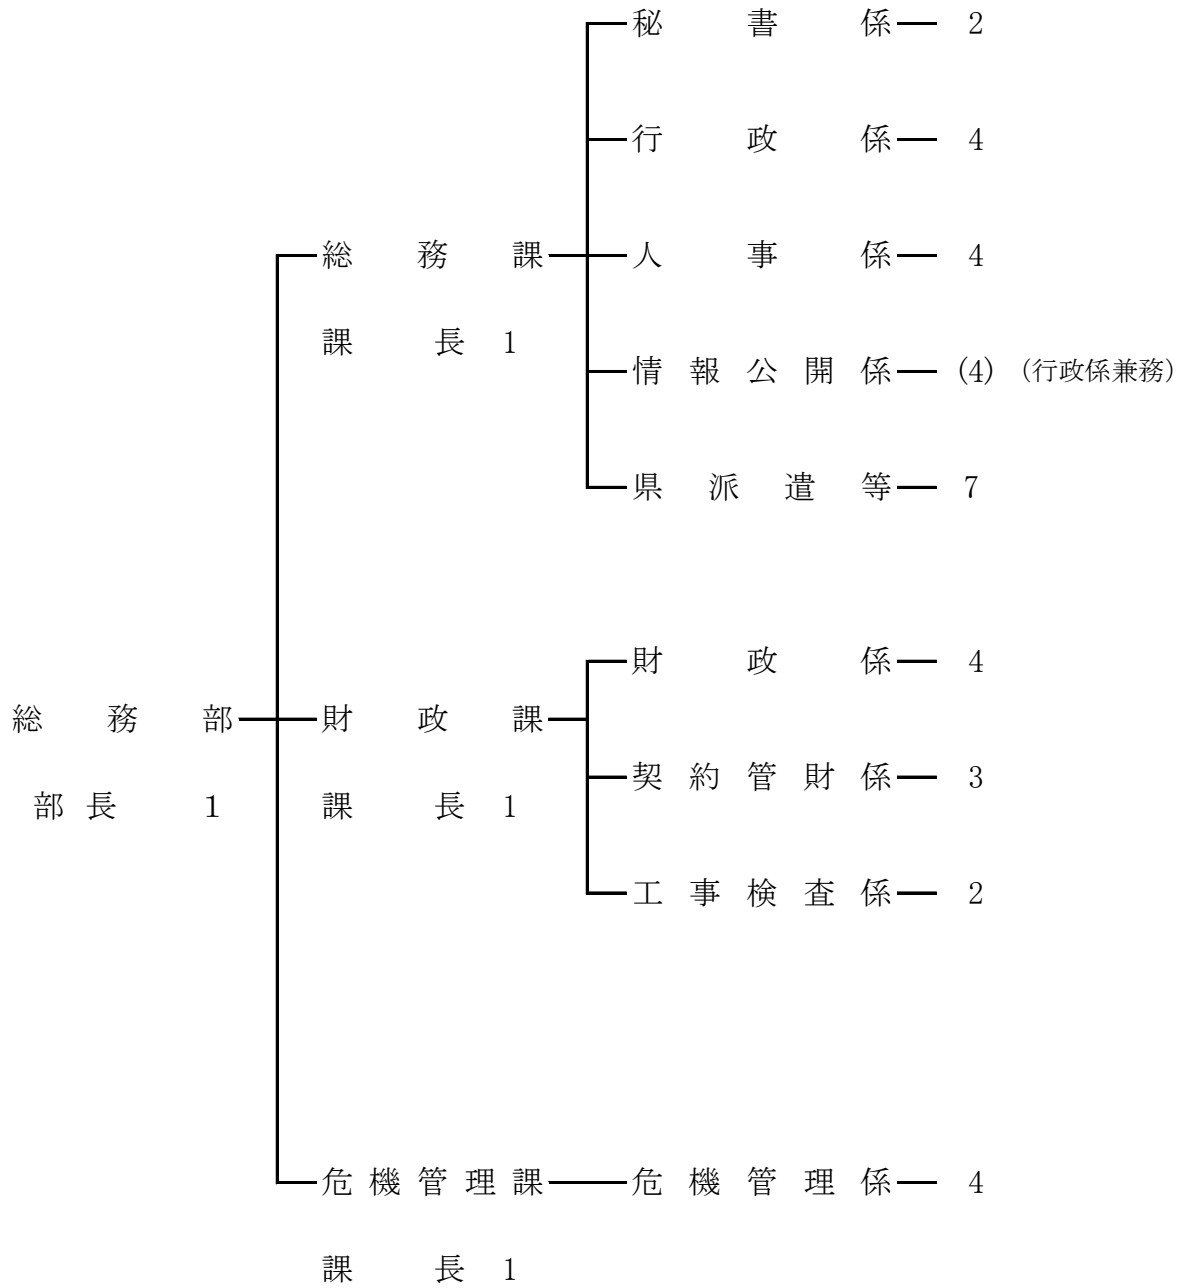 秘書係 2
行政係 4
総務課 人事係 4
課長 1
情報公開係 (4) (行政係兼務)
県派遣等 7
財政係 4
総務部 財政課
契約管財係 3
部長 1 課長 1
工事検査係 2
危機管理課 危機管理係 4
課長 1